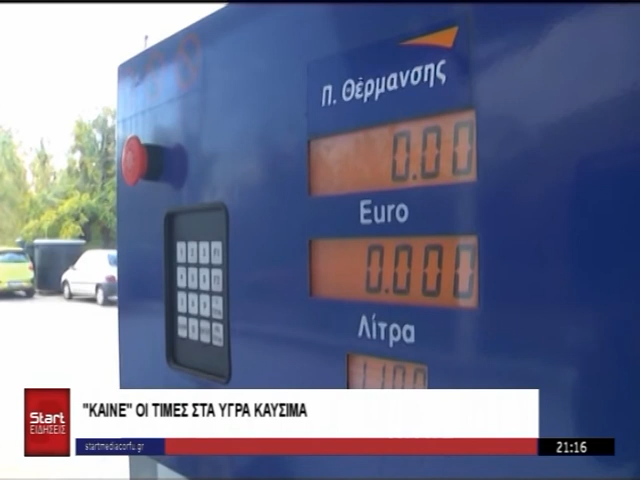 Π. Θέρμανσης
0.00
Euro
0.000
Λίτρα
Start
ΕΙΔΗΣΕΙΣ
"ΚΑΙΝΕ" ΟΙ ΤΙΜΕΣ ΣΤΑ ΥΓΡΑ ΚΑΥΣΙΜΑ
startmediacorfu.gr
21:16